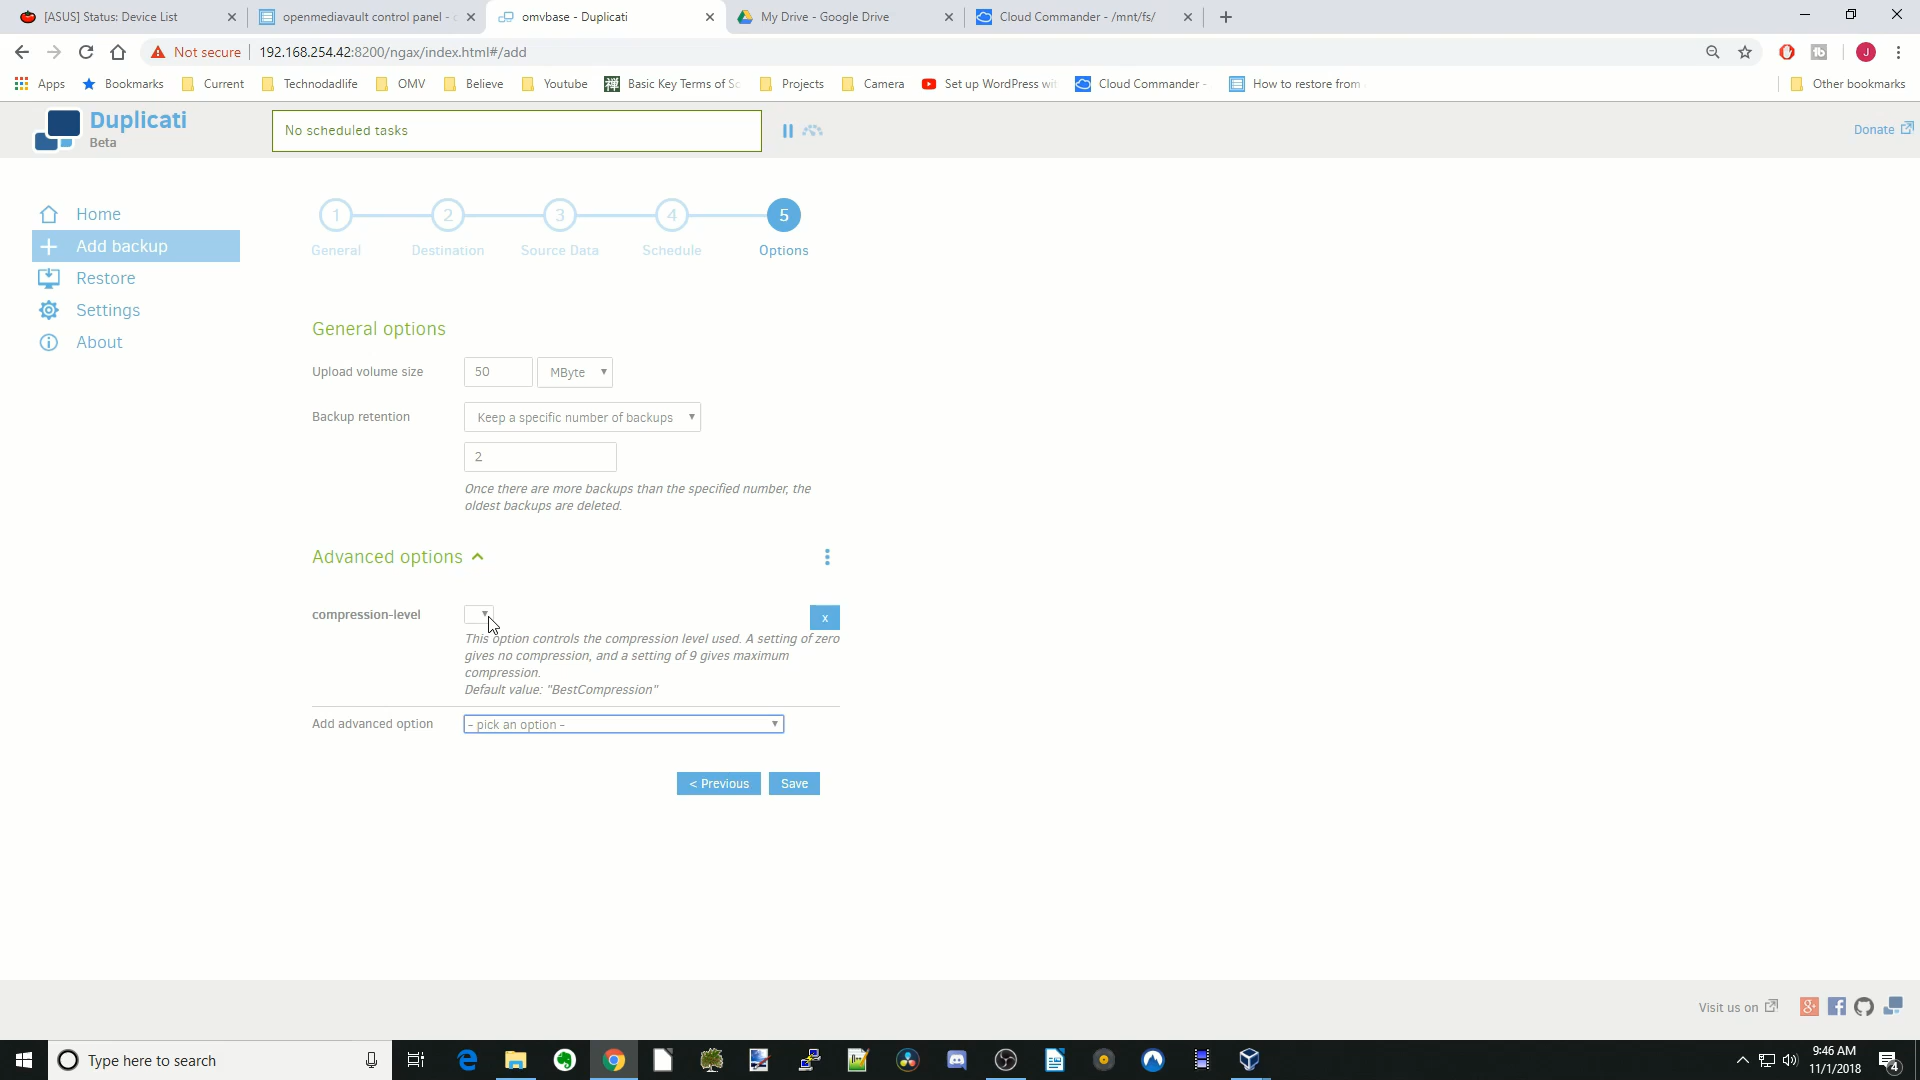 [ASUS] Status: Device List
openmediavault control panel -
omvbase - Duplicati
My Drive - Google Drive
Cloud Commander - /mnt/fs/
Not secure
192.168.254.42:8200/ngax/index.html#/add
J
Apps
Bookmarks
Current
Technodadlife
OMV
Believe
Youtube
Basic Key Terms of
Projects
Camera
Set up WordPress
Cloud Commander -
How to restore from
Other bookmarks
Duplicati
Beta
No scheduled tasks
Donate
Home
Add backup
Restore
Settings
About
1
2
3
4
5
General
Destination
Source Data
Schedule
Options
General options
Upload volume size
50
MByte
Backup retention
Keep a specific number of backups
2
Once there are more backups than the specified number, the
oldest backups are deleted.
Advanced options
compression-level
x
This option controls the compression level used. A setting of zero
gives no compression, and a setting of 9 gives maximum
compression.
Default value: "BestCompression"
Add advanced option
- pick an option -
< Previous
Save
Visit us on
Type here to search
9:46 AM
11/1/2018
4